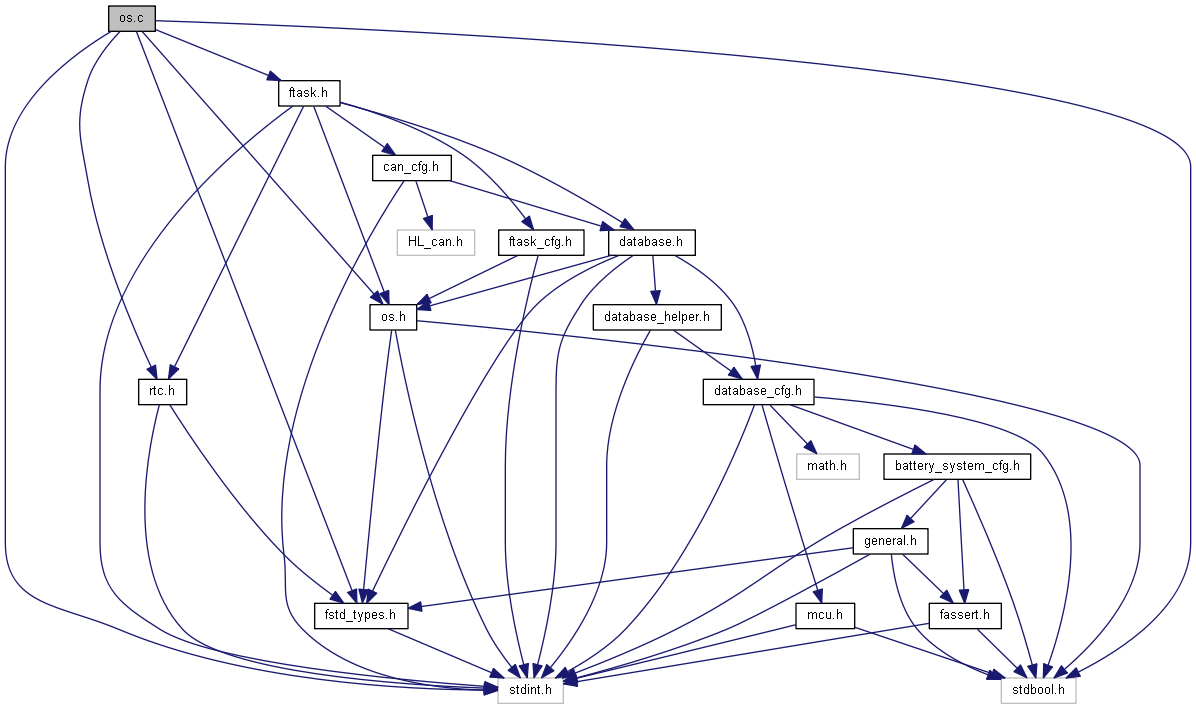 os.c
ftask.h
can_cfg.h
HL_can.h
ftask_cfg.h
database.h
os.h
database_helper.h
rtc.h
database_cfg.h
math.h
battery_system_cfg.h
general.h
fstd_types.h
mcu.h
fassert.h
stdint.h
stdbool.h